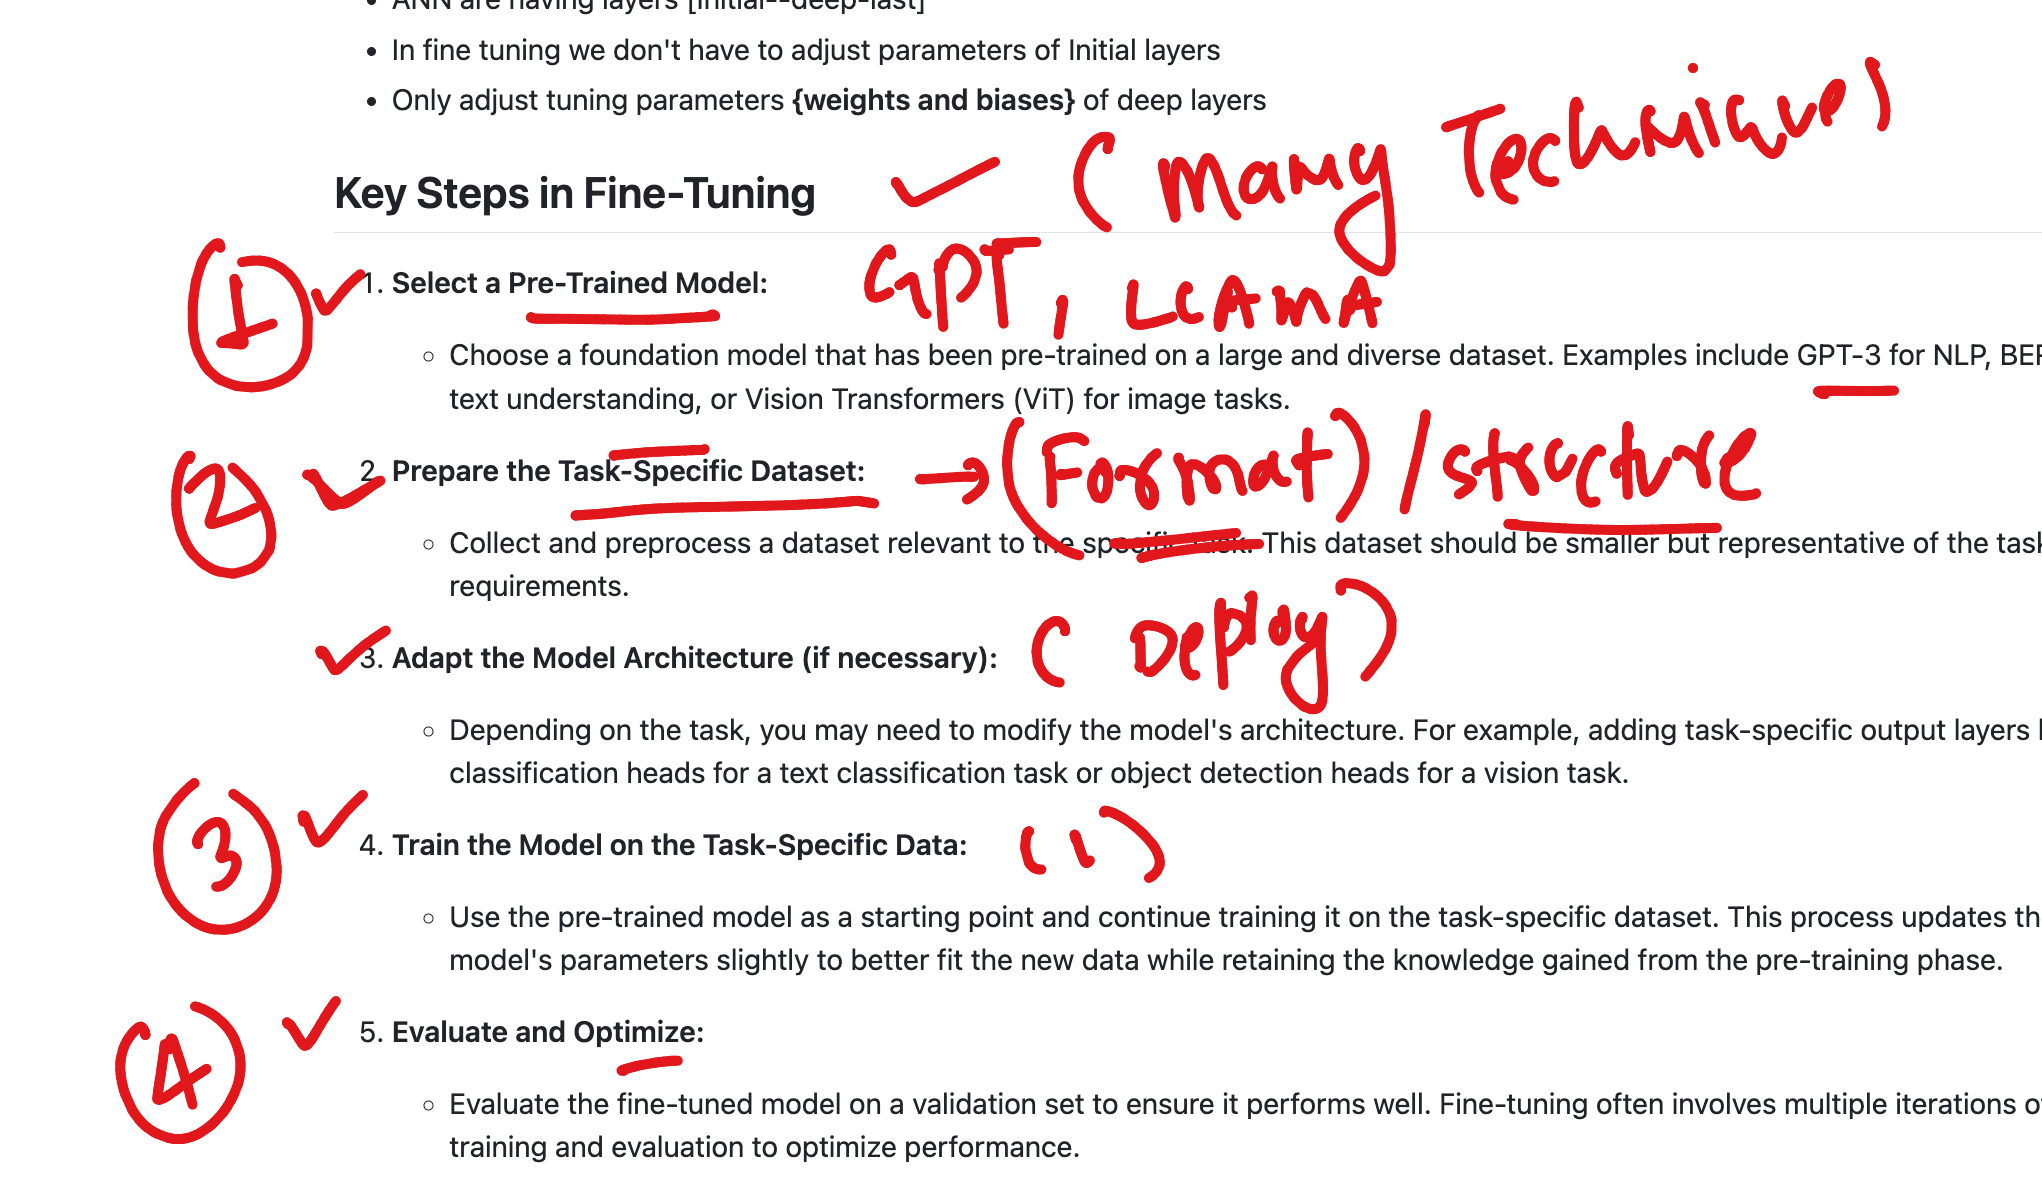 ANN are having layers [initial--deep-last]
• In fine tuning we don't have to adjust parameters of Initial layers
• Only adjust tuning parameters {weights and biases} of deep layers
(Many Techniques)
Key Steps in Fine-Tuning
1
1. Select a Pre-Trained Model:
GPT, LLAMA
○ Choose a foundation model that has been pre-trained on a large and diverse dataset. Examples include GPT-3 for NLP, BER
text understanding, or Vision Transformers (ViT) for image tasks.
2
2. Prepare the Task-Specific Dataset: → (Format) / structure
○ Collect and preprocess a dataset relevant to the specific task. This dataset should be smaller but representative of the task
requirements.
3. Adapt the Model Architecture (if necessary): (Deploy)
○ Depending on the task, you may need to modify the model's architecture. For example, adding task-specific output layers
classification heads for a text classification task or object detection heads for a vision task.
3
4. Train the Model on the Task-Specific Data: (1)
○ Use the pre-trained model as a starting point and continue training it on the task-specific dataset. This process updates th
model's parameters slightly to better fit the new data while retaining the knowledge gained from the pre-training phase.
4
5. Evaluate and Optimize:
○ Evaluate the fine-tuned model on a validation set to ensure it performs well. Fine-tuning often involves multiple iterations o
training and evaluation to optimize performance.